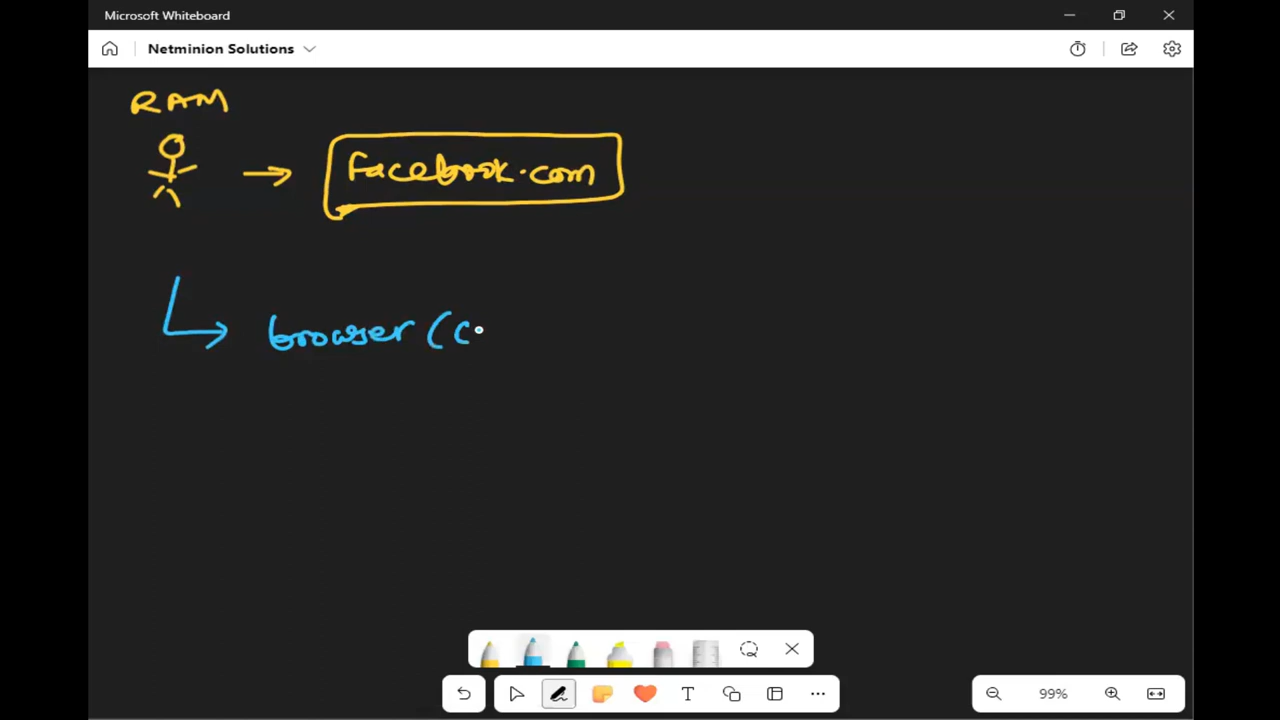 Microsoft Whiteboard
Netminion Solutions
RAM
facebook.com
browser (c
99%